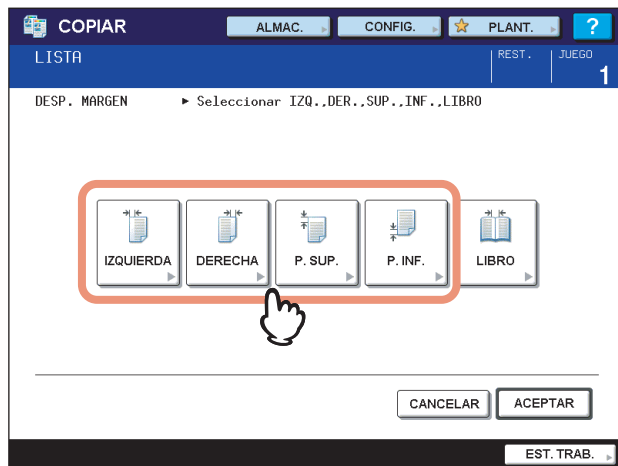 COPIAR ALMAC. CONFIG. PLANT. ?
LISTA REST. JUEGO
1
DESP. MARGEN ► Seleccionar IZQ.,DER.,SUP.,INF.,LIBRO
IZQUIERDA DERECHA P. SUP. P. INF. LIBRO
CANCELAR ACEPTAR
EST. TRAB.